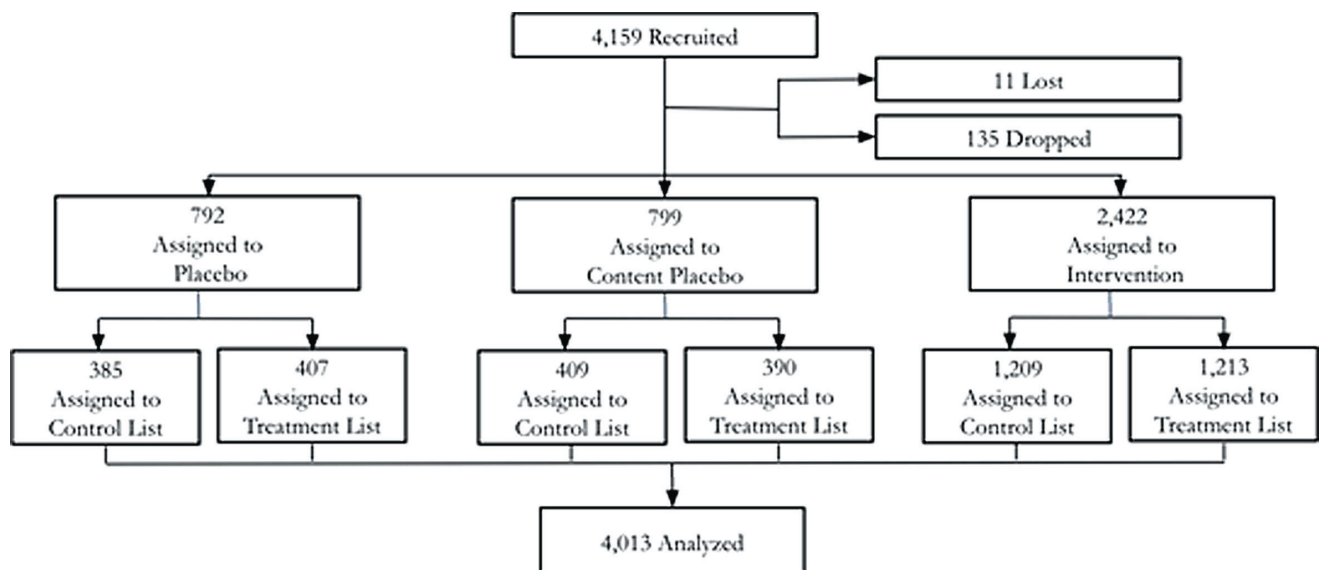 4,159 Recruited
11 Lost
135 Dropped
792
Assigned to
Placebo
799
Assigned to
Content Placebo
2,422
Assigned to
Intervention
385
Assigned to
Control List
407
Assigned to
Treatment List
409
Assigned to
Control List
390
Assigned to
Treatment List
1,209
Assigned to
Control List
1,213
Assigned to
Treatment List
4,013 Analyzed